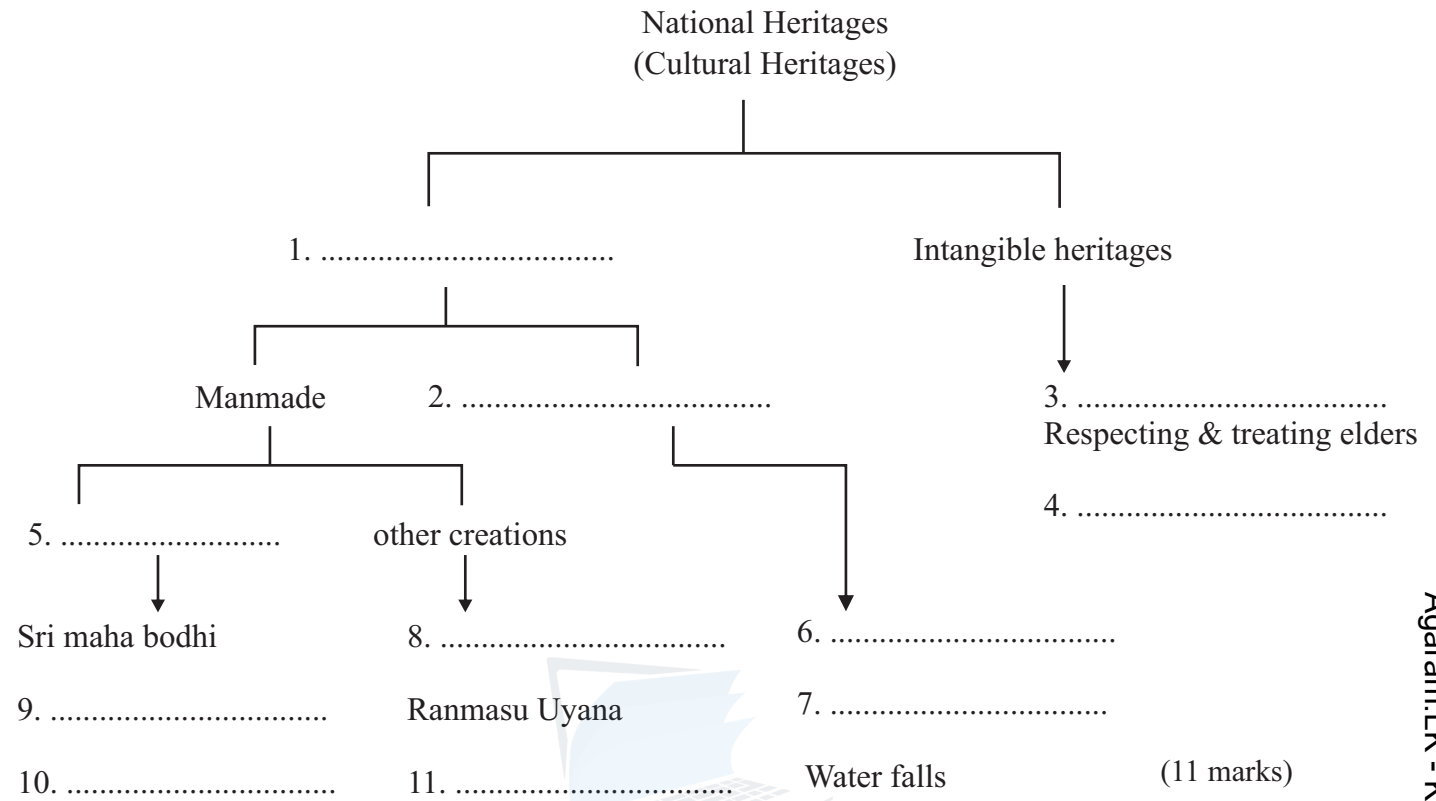 National Heritages
(Cultural Heritages)
1. ....................................
Intangible heritages
Manmade
2. ......................................
3. ......................................
Respecting & treating elders
4. ......................................
5. ...........................
other creations
Sri maha bodhi
8. ...................................
6. ...................................
9. ..................................
Ranmasu Uyana
7. ..................................
10. .......................................
11. ..................................
Water falls
(11 marks)